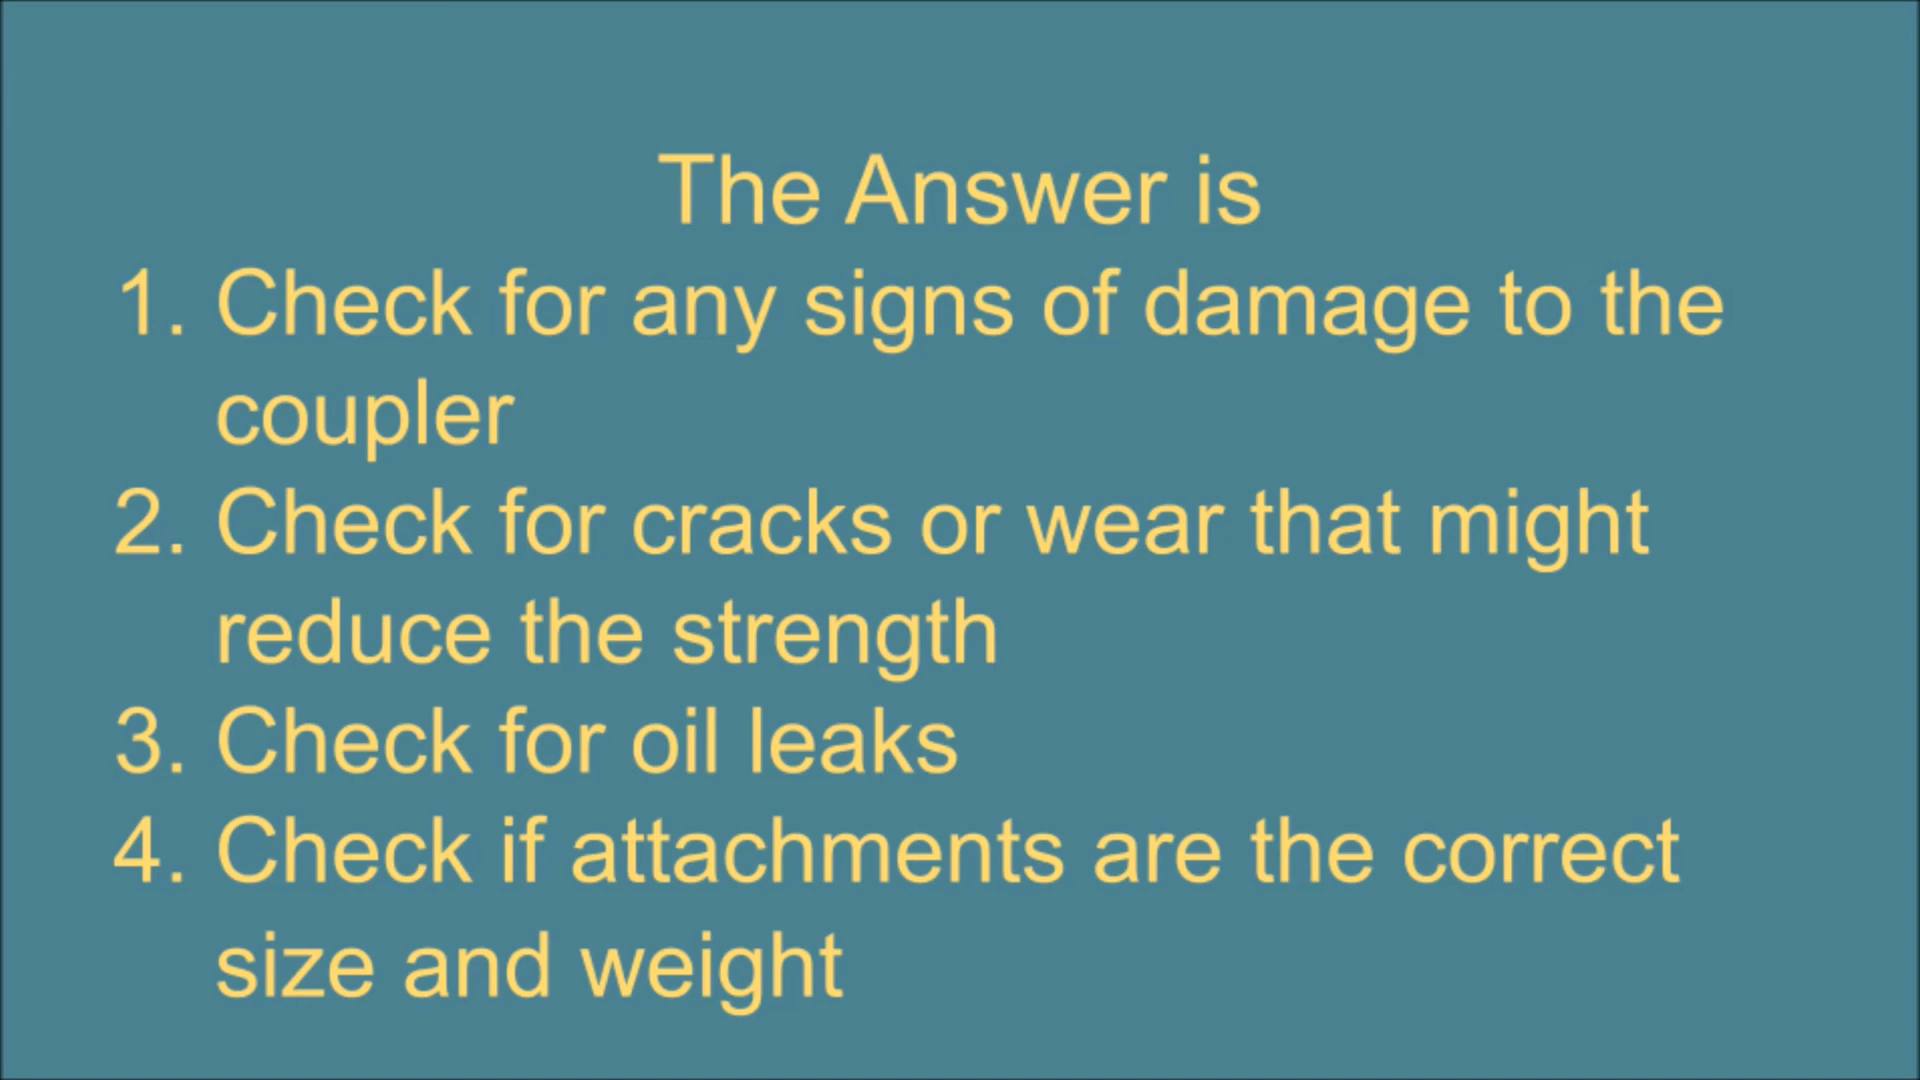 The Answer is
1. Check for any signs of damage to the
coupler
2. Check for cracks or wear that might
reduce the strength
3. Check for oil leaks
4. Check if attachments are the correct
size and weight